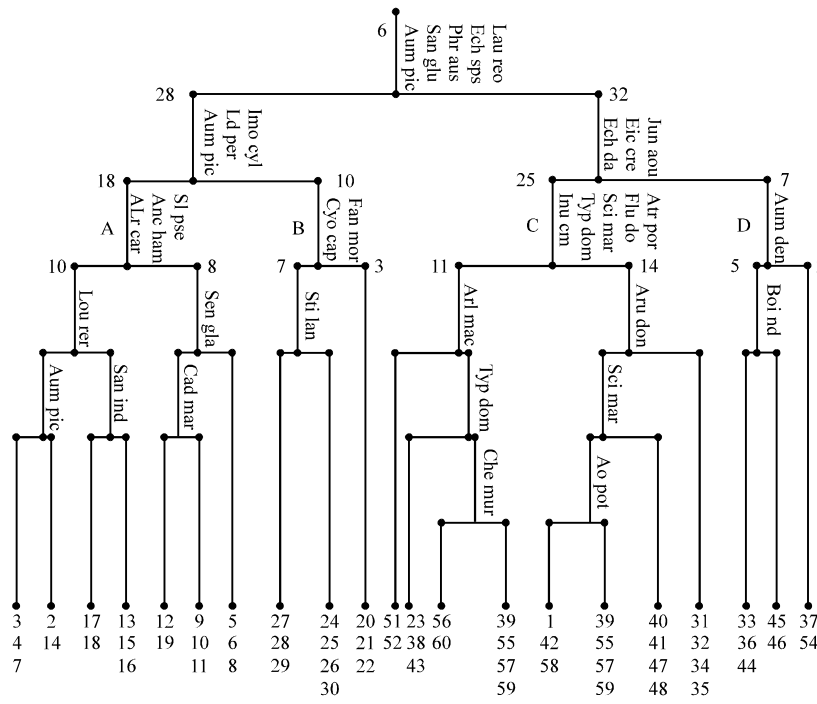 6
Lau reo
Ech sps
Phr aus
San glu
Aum pic
28
32
Imo cyl
Ld per
Aum pic
Jun aou
Eic cre
Ech da
18
10
25
7
A
Sl pse
Anc ham
ALr car
B
Fan mor
Cyo cap
C
Atr por
Flu do
Sci mar
Typ dom
Inu cm
D
Aum den
10
8
7
3
11
14
5
Lou rer
Sen gla
Sti lan
Arl mac
Aru don
Boi nd
Aum pic
San ind
Cad mar
Typ dom
Sci mar
Che mur
Ao pot
3 2 17 13 12 9 5 27 24 20 51 23 56 39 1 39 40 31 33 45 37
4 14 18 15 19 10 6 28 25 21 52 38 60 55 42 55 41 32 36 46 54
7 16 11 8 29 26 22 43 57 58 57 47 34 44
30 59 59 48 35